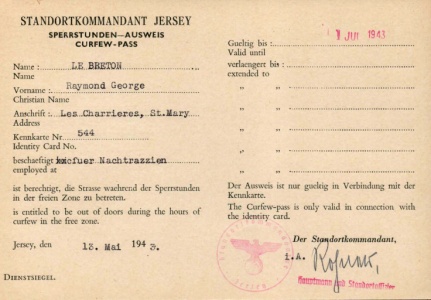 STANDORTKOMMANDANT JERSEY
SPERRSTUNDEN—AUSWEIS
CURFEW-PASS
Name : LE BRETON
Name
Vorname : Raymond George
Christian Name
Anschrift : Les Charrieres, St.Mary
Address
Kennkarte Nr. 544
Identity Card No.
beschaeftigt fuer Nachtrazzien
employed at
ist berechtigt, die Strasse waehrend der Sperrstunden
in der freien Zone zu betreten.
is entitled to be out of doors during the hours of
curfew in the free zone.
Jersey, den 13. Mai 1943.
DIENSTSIEGEL.
Gueltig bis : 1 JUL 1943
Valid until
verlaengert bis :
extended to
" "
" "
" "
" "
" "
" "
Der Ausweis ist nur gueltig in Verbindung mit der
Kennkarte.
The Curfew-pass is only valid in connection with
the identity card.
Der Standortkommandant,
i.A.
Hauptmann und Standortoffizier